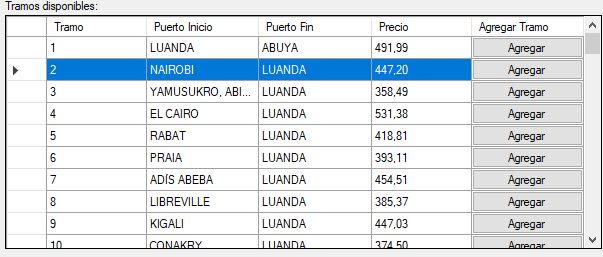 Tramos disponibles:
Tramo Puerto Inicio Puerto Fin Precio Agregar Tramo
1 LUANDA ABUYA 491,99 Agregar
2 NAIROBI LUANDA 447,20 Agregar
3 YAMUSUKRO, ABI... LUANDA 358,49 Agregar
4 EL CAIRO LUANDA 531,38 Agregar
5 RABAT LUANDA 418,81 Agregar
6 PRAIA LUANDA 393,11 Agregar
7 ADÍS ABEBA LUANDA 454,51 Agregar
8 LIBREVILLE LUANDA 385,37 Agregar
9 KIGALI LUANDA 447,03 Agregar
10 CONAKRY LUANDA 374,50 Agregar